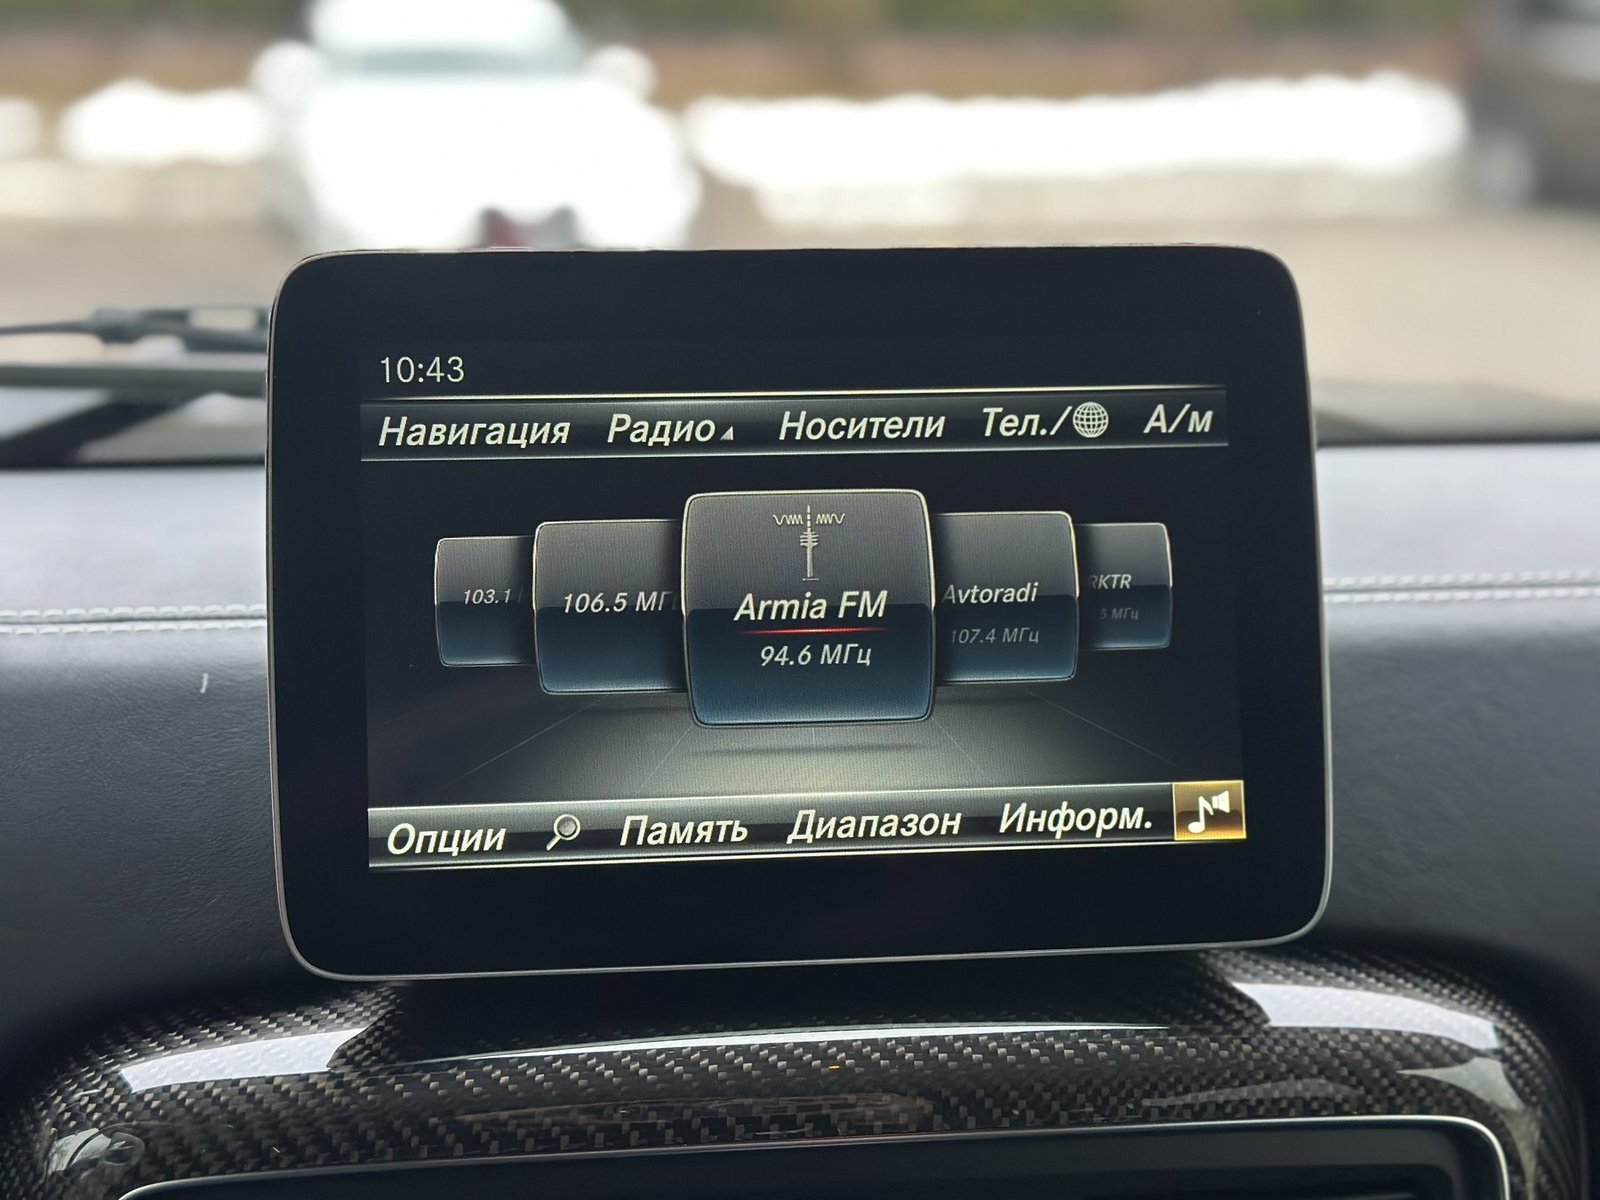 10:43
Навигация Радио Носители Тел./ А/м
103.1 106.5 МГ Armia FM Avtoradi RKTR
94.6 МГц 107.4 МГц МГц
Опции Память Диапазон Информ.